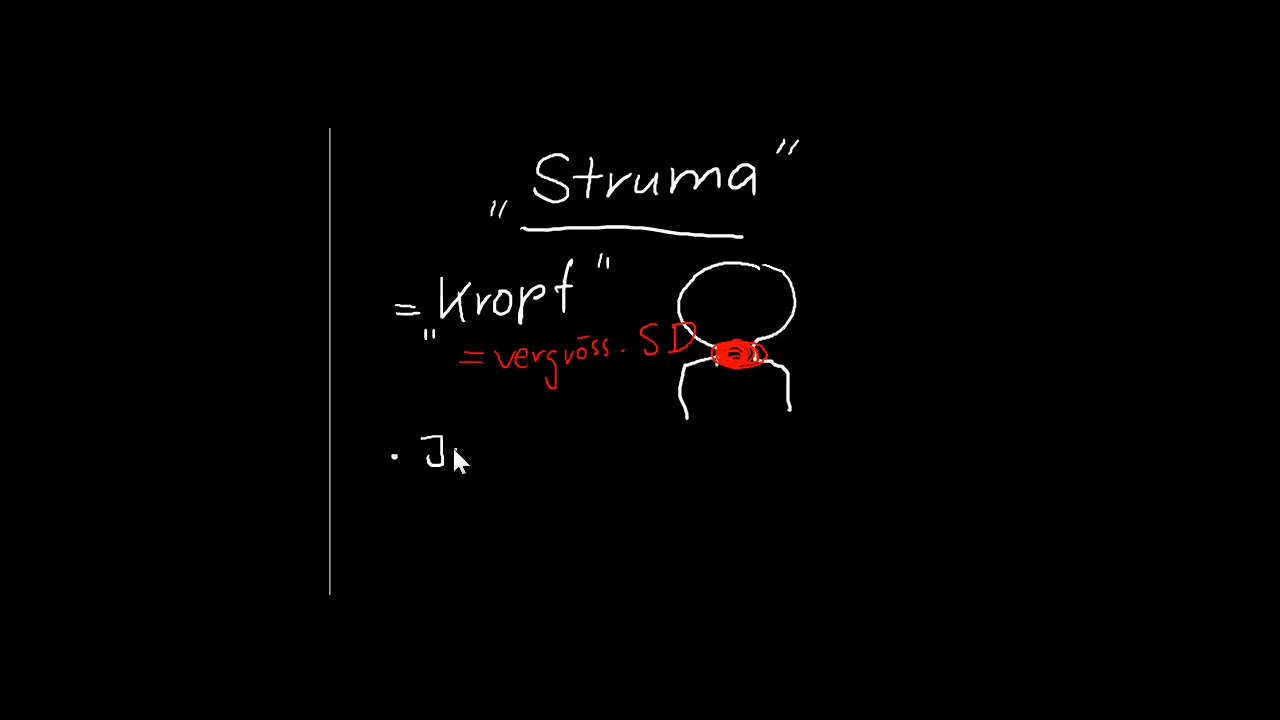 „Struma"
= „Kropf"
= vergröss. SD
· J